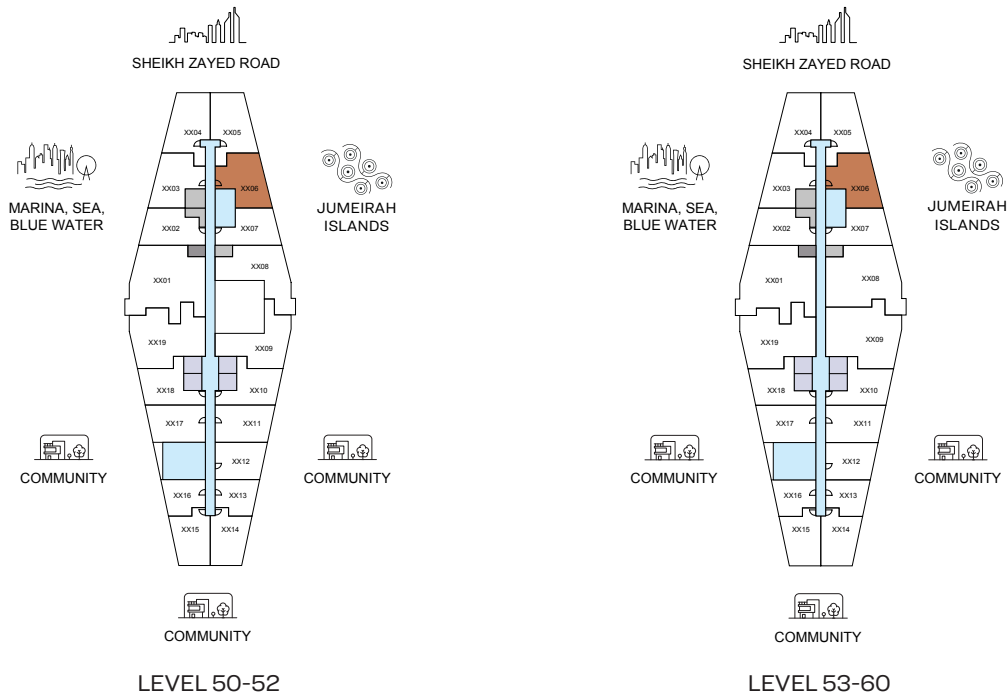 SHEIKH ZAYED ROAD
XX04
XX05
XX03
XX06
MARINA, SEA,
BLUE WATER
JUMEIRAH
ISLANDS
XX02
XX07
XX01
XX08
XX19
XX09
XX18
XX10
XX17
XX11
COMMUNITY
XX12
COMMUNITY
XX16
XX13
XX15
XX14
COMMUNITY
LEVEL 50-52
SHEIKH ZAYED ROAD
XX04
XX05
XX03
XX06
MARINA, SEA,
BLUE WATER
JUMEIRAH
ISLANDS
XX02
XX07
XX01
XX08
XX19
XX09
XX18
XX10
XX17
XX11
COMMUNITY
XX12
COMMUNITY
XX16
XX13
XX15
XX14
COMMUNITY
LEVEL 53-60